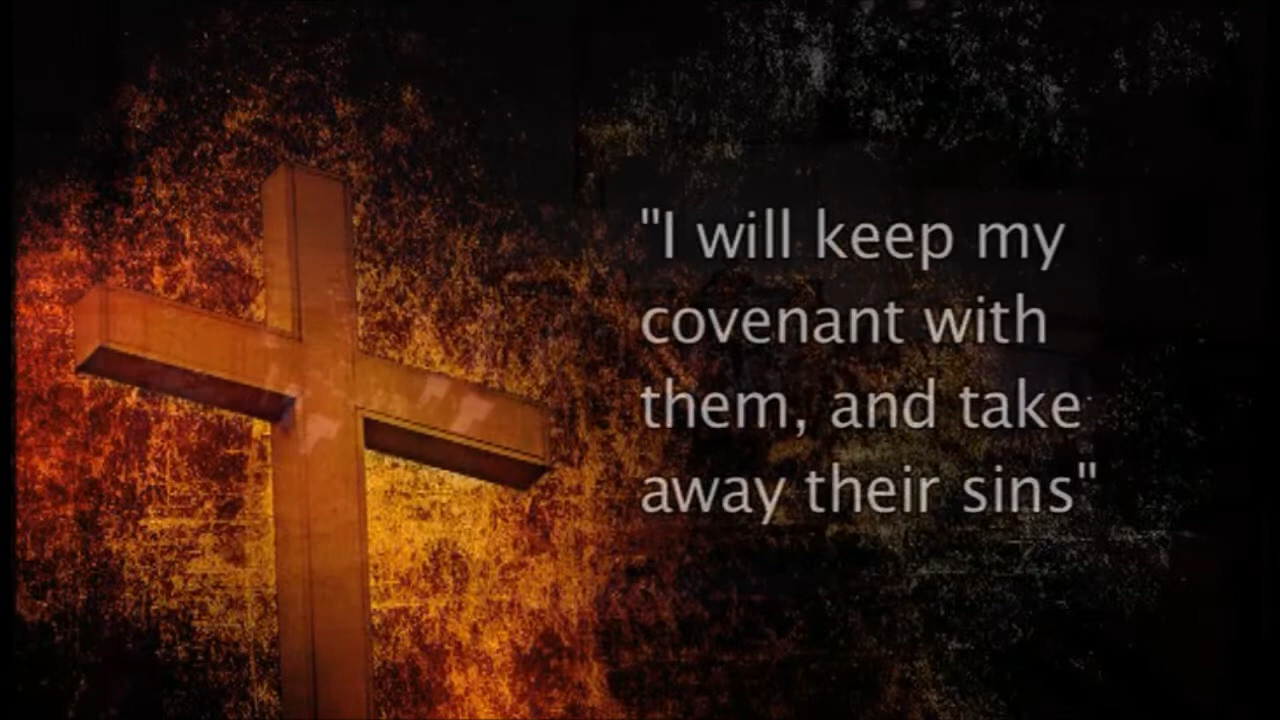 "I will keep my
covenant with
them, and take
away their sins"